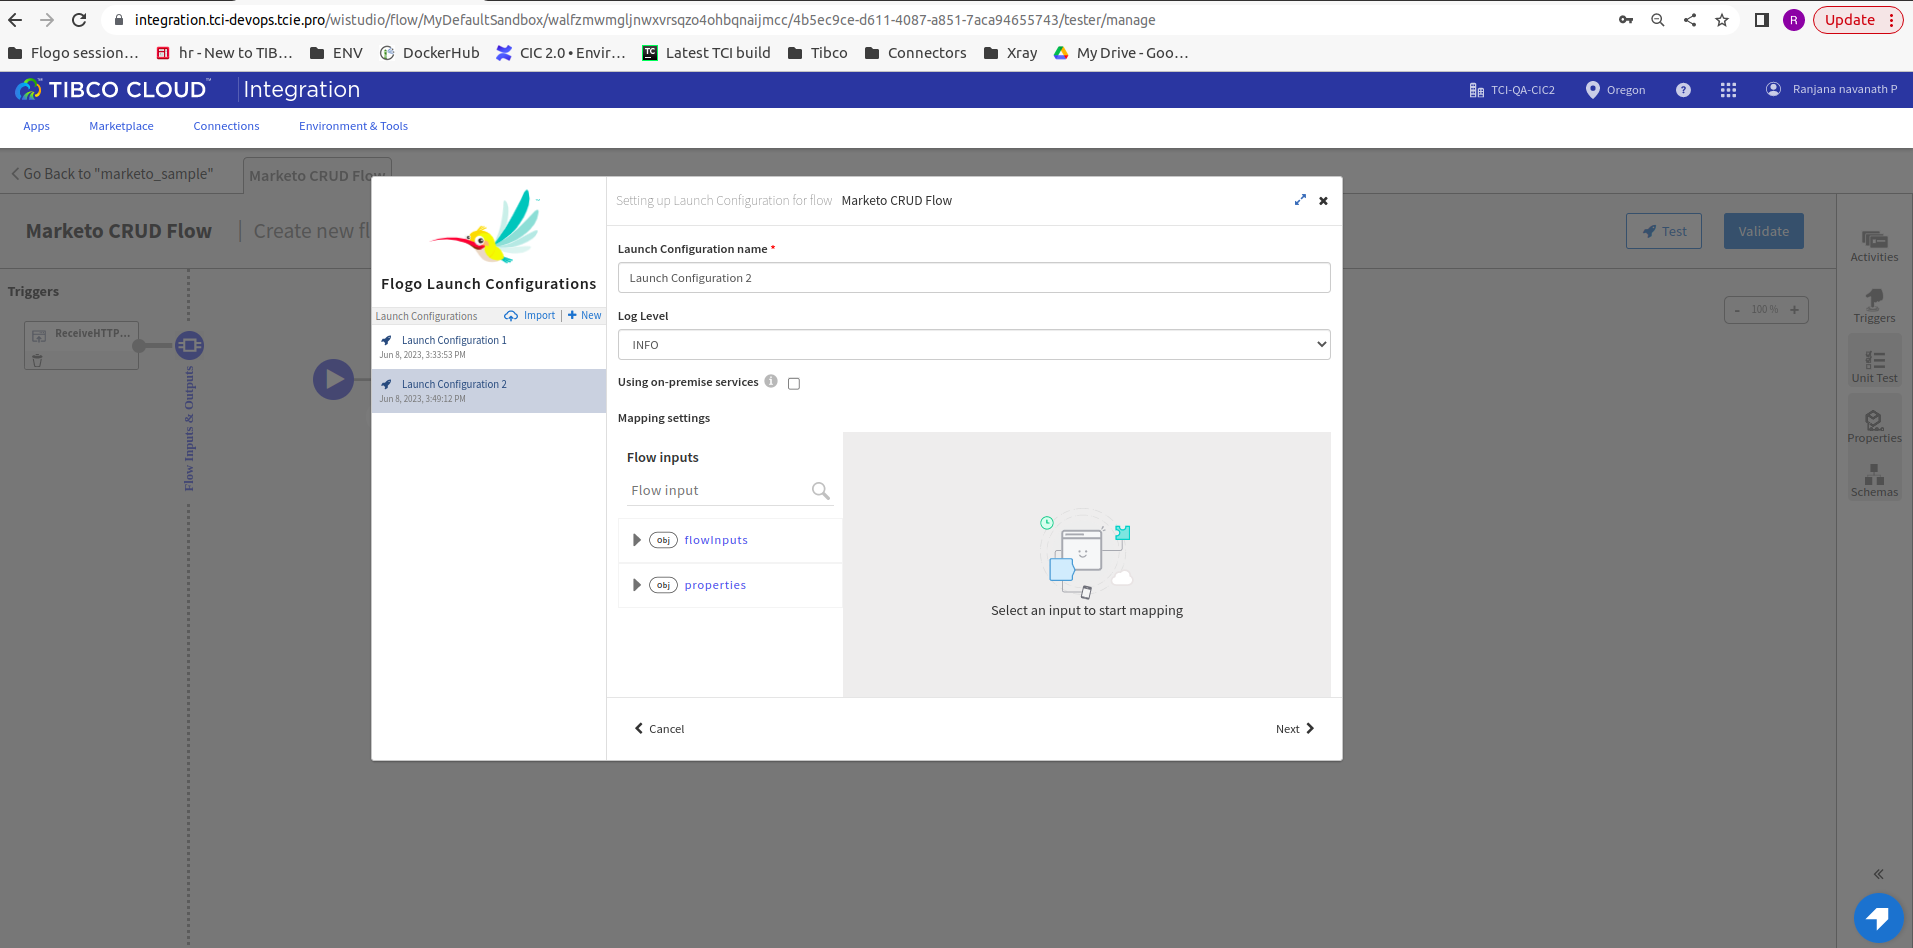 integration.tci-devops.tcie.pro/wistudio/flow/MyDefaultSandbox/walfzmwmgljnwxvrsqzo4ohbqnaijmcc/4b5ec9ce-d611-4087-a851-7aca94655743/tester/manage
R
Update
Flogo session...
hr - New to TIB...
ENV
DockerHub
CIC 2.0 • Envir...
TC
Latest TCI build
Tibco
Connectors
Xray
My Drive - Goo...
TIBCO CLOUD™ Integration
TCI-QA-CIC2
Oregon
?
Ranjana navanath P
Apps
Marketplace
Connections
Environment & Tools
Go Back to "marketo_sample"
Marketo CRUD Flow
Marketo CRUD Flow
Create new fl
Test
Validate
Triggers
ReceiveHTTP...
Flow Inputs & Outputs
- 100 % +
Activities
Triggers
Unit Test
Properties
Schemas
Flogo Launch Configurations
Launch Configurations
Import | + New
Launch Configuration 1
Jun 8, 2023, 3:33:53 PM
Launch Configuration 2
Jun 8, 2023, 3:49:12 PM
Setting up Launch Configuration for flow Marketo CRUD Flow
Launch Configuration name *
Launch Configuration 2
Log Level
INFO
Using on-premise services
Mapping settings
Flow inputs
Flow input
Obj flowInputs
Obj properties
Select an input to start mapping
Cancel
Next